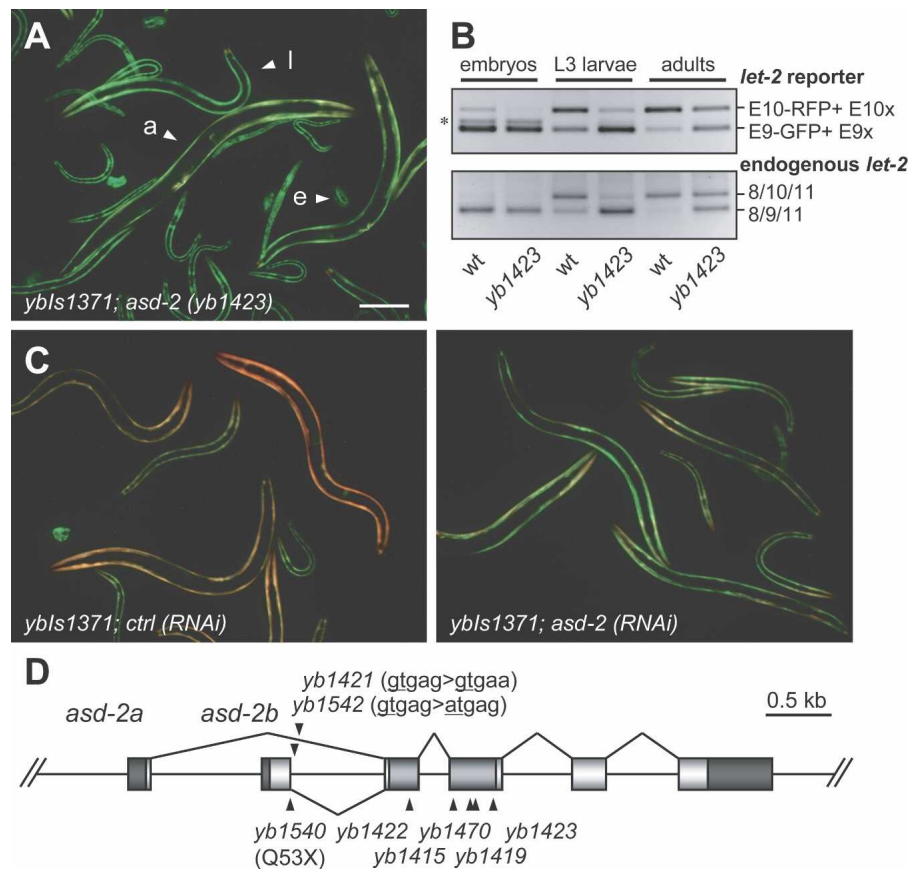 A
l
a
e
ybIs1371; asd-2 (yb1423)
B
embryos L3 larvae adults
let-2 reporter
E10-RFP+ E10x
*
E9-GFP+ E9x
endogenous let-2
8/10/11
8/9/11
wt yb1423 wt yb1423 wt yb1423
C
ybIs1371; ctrl (RNAi)
ybIs1371; asd-2 (RNAi)
D
yb1421 (gtgag>gtgaa)
yb1542 (gtgag>atgag)
0.5 kb
asd-2a asd-2b
yb1540 yb1422 yb1470 yb1423
(Q53X) yb1415 yb1419